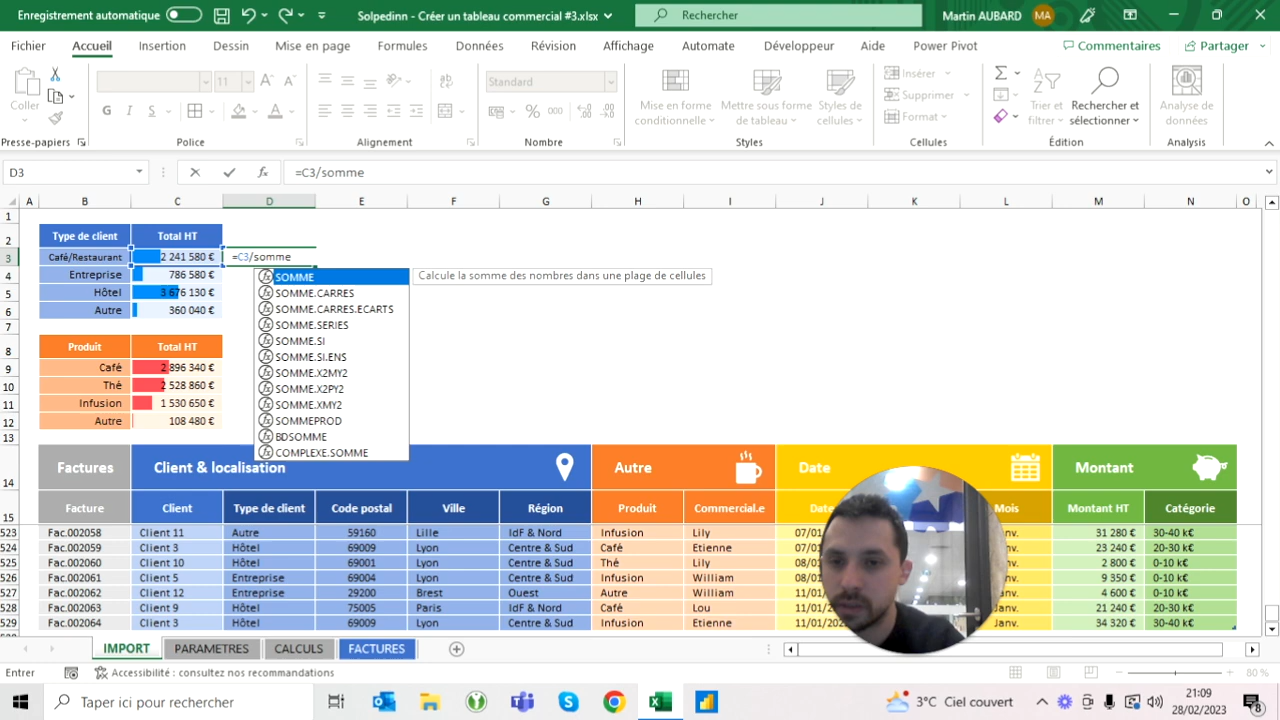 Enregistrement automatique
Solpedinn - Créer un tableau commercial #3.xlsx
Rechercher
Martin AUBARD
MA
Fichier Accueil Insertion Dessin Mise en page Formules Données Révision Affichage Automate Développeur Aide Power Pivot Commentaires Partager
Coller
11
G I S
Standard
% 000
Mise en forme conditionnelle
Mettre sous forme de tableau
Styles de cellules
Insérer
Supprimer
Format
Trier et filtrer
Rechercher et sélectionner
Analyse de données
Presse-papiers Police Alignement Nombre Styles Cellules Édition Analysis
D3 fx =C3/somme
A B C D E F G H I J K L M N O
1
2 Type de client Total HT
3 Café/Restaurant 2 241 580 € =C3/somme
4 Entreprise 786 580 €
5 Hôtel 3 676 130 €
6 Autre 360 040 €
7
8 Produit Total HT
9 Café 2 896 340 €
10 Thé 2 528 860 €
11 Infusion 1 530 650 €
12 Autre 108 480 €
13
SOMME
Calcule la somme des nombres dans une plage de cellules
SOMME.CARRES
SOMME.CARRES.ECARTS
SOMME.SERIES
SOMME.SI
SOMME.SI.ENS
SOMME.X2MY2
SOMME.X2PY2
SOMME.XMY2
SOMMEPROD
BDSOMME
COMPLEXE.SOMME
14 Factures Client & localisation Autre Date Montant
15 Facture Client Type de client Code postal Ville Région Produit Commercial.e Date Mois Montant HT Catégorie
523 Fac.002058 Client 11 Autre 59160 Lille IdF & Nord Infusion Lily 07/01 anv. 31 280 € 30-40 k€
524 Fac.002059 Client 3 Hôtel 69009 Lyon Centre & Sud Café Etienne 07/01 anv. 23 240 € 20-30 k€
525 Fac.002060 Client 10 Hôtel 69001 Lyon Centre & Sud Thé Lily 08/01 nv. 2 800 € 0-10 k€
526 Fac.002061 Client 5 Entreprise 69004 Lyon Centre & Sud Infusion William 08/01 nv. 9 350 € 0-10 k€
527 Fac.002062 Client 12 Entreprise 29200 Brest Ouest Autre William 11/01/2 anv. 4 600 € 0-10 k€
528 Fac.002063 Client 9 Hôtel 75005 Paris IdF & Nord Café Lou 11/01/2 Janv. 21 240 € 20-30 k€
529 Fac.002064 Client 3 Hôtel 69009 Lyon Centre & Sud Infusion Etienne 11/01/20 Janv. 34 320 € 30-40 k€
IMPORT PARAMETRES CALCULS FACTURES
Entrer Accessibilité : consultez nos recommandations 80 %
Taper ici pour rechercher
3°C Ciel couvert
21:09
28/02/2023
8